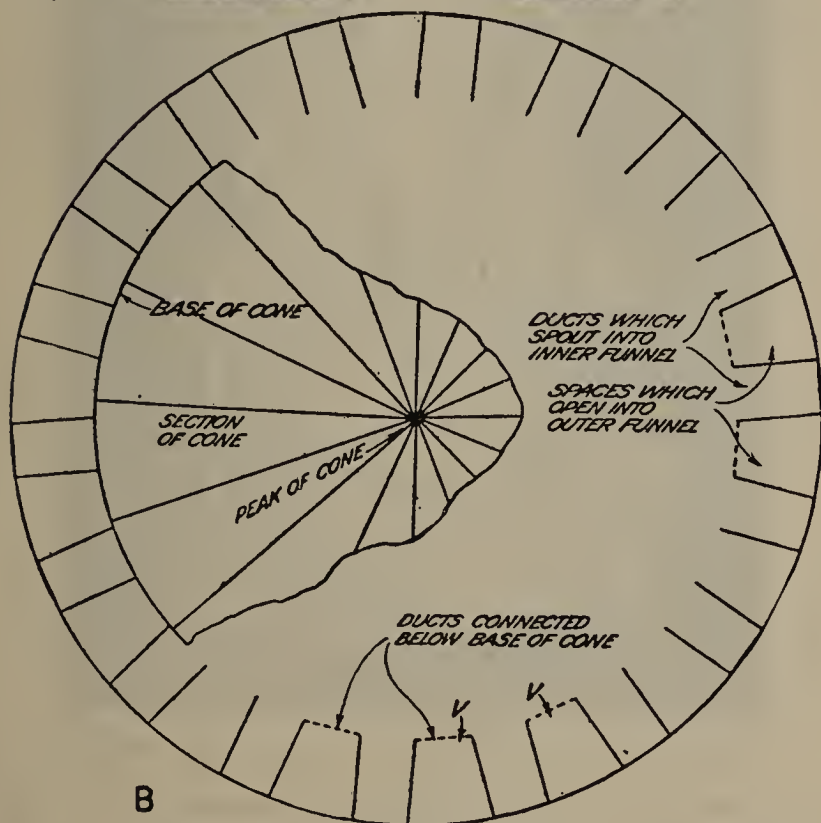 BASE OF CONE
SECTION
OF CONE
PEAK OF CONE
DUCTS WHICH
SPOUT INTO
INNER FUNNEL
SPACES WHICH
OPEN INTO
OUTER FUNNEL
DUCTS CONNECTED
BELOW BASE OF CONE
V
V
B